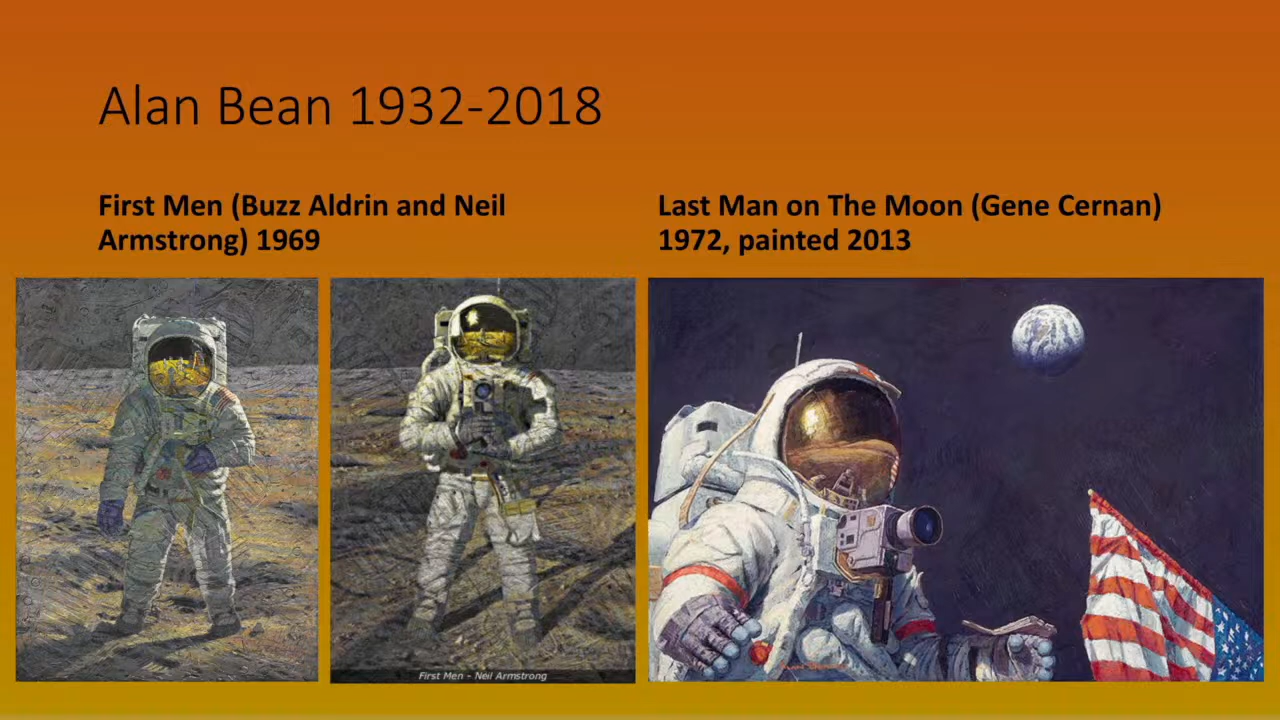 Alan Bean 1932-2018
First Men (Buzz Aldrin and Neil
Armstrong) 1969
Last Man on The Moon (Gene Cernan)
1972, painted 2013
First Men - Neil Armstrong